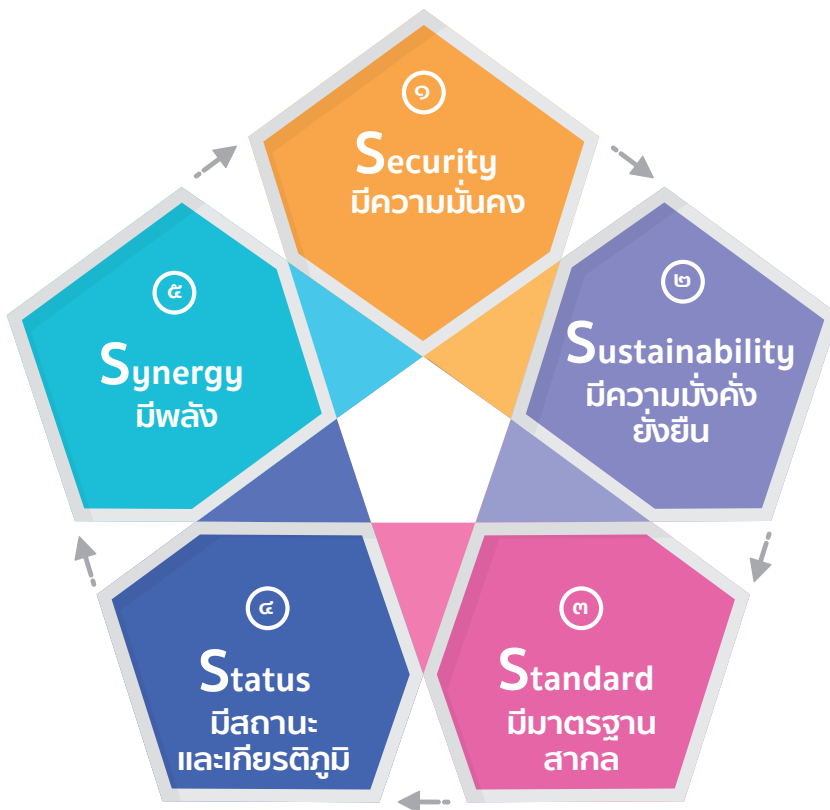 ๑
Security
มีความมั่นคง
๒
Sustainability
มีความมั่งคั่ง
ยั่งยืน
๓
Standard
มีมาตรฐาน
สากล
๔
Status
มีสถานะ
และเกียรติภูมิ
๕
Synergy
มีพลัง